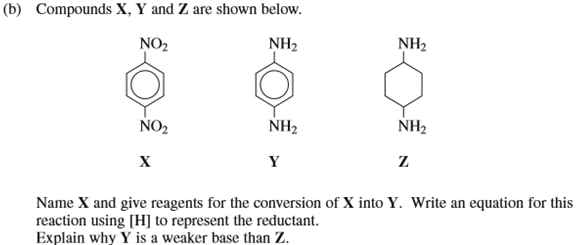 (b) Compounds X, Y and Z are shown below.
NO₂ NH₂ NH₂
NO₂ NH₂ NH₂
X Y Z
Name X and give reagents for the conversion of X into Y. Write an equation for this
reaction using [H] to represent the reductant.
Explain why Y is a weaker base than Z.